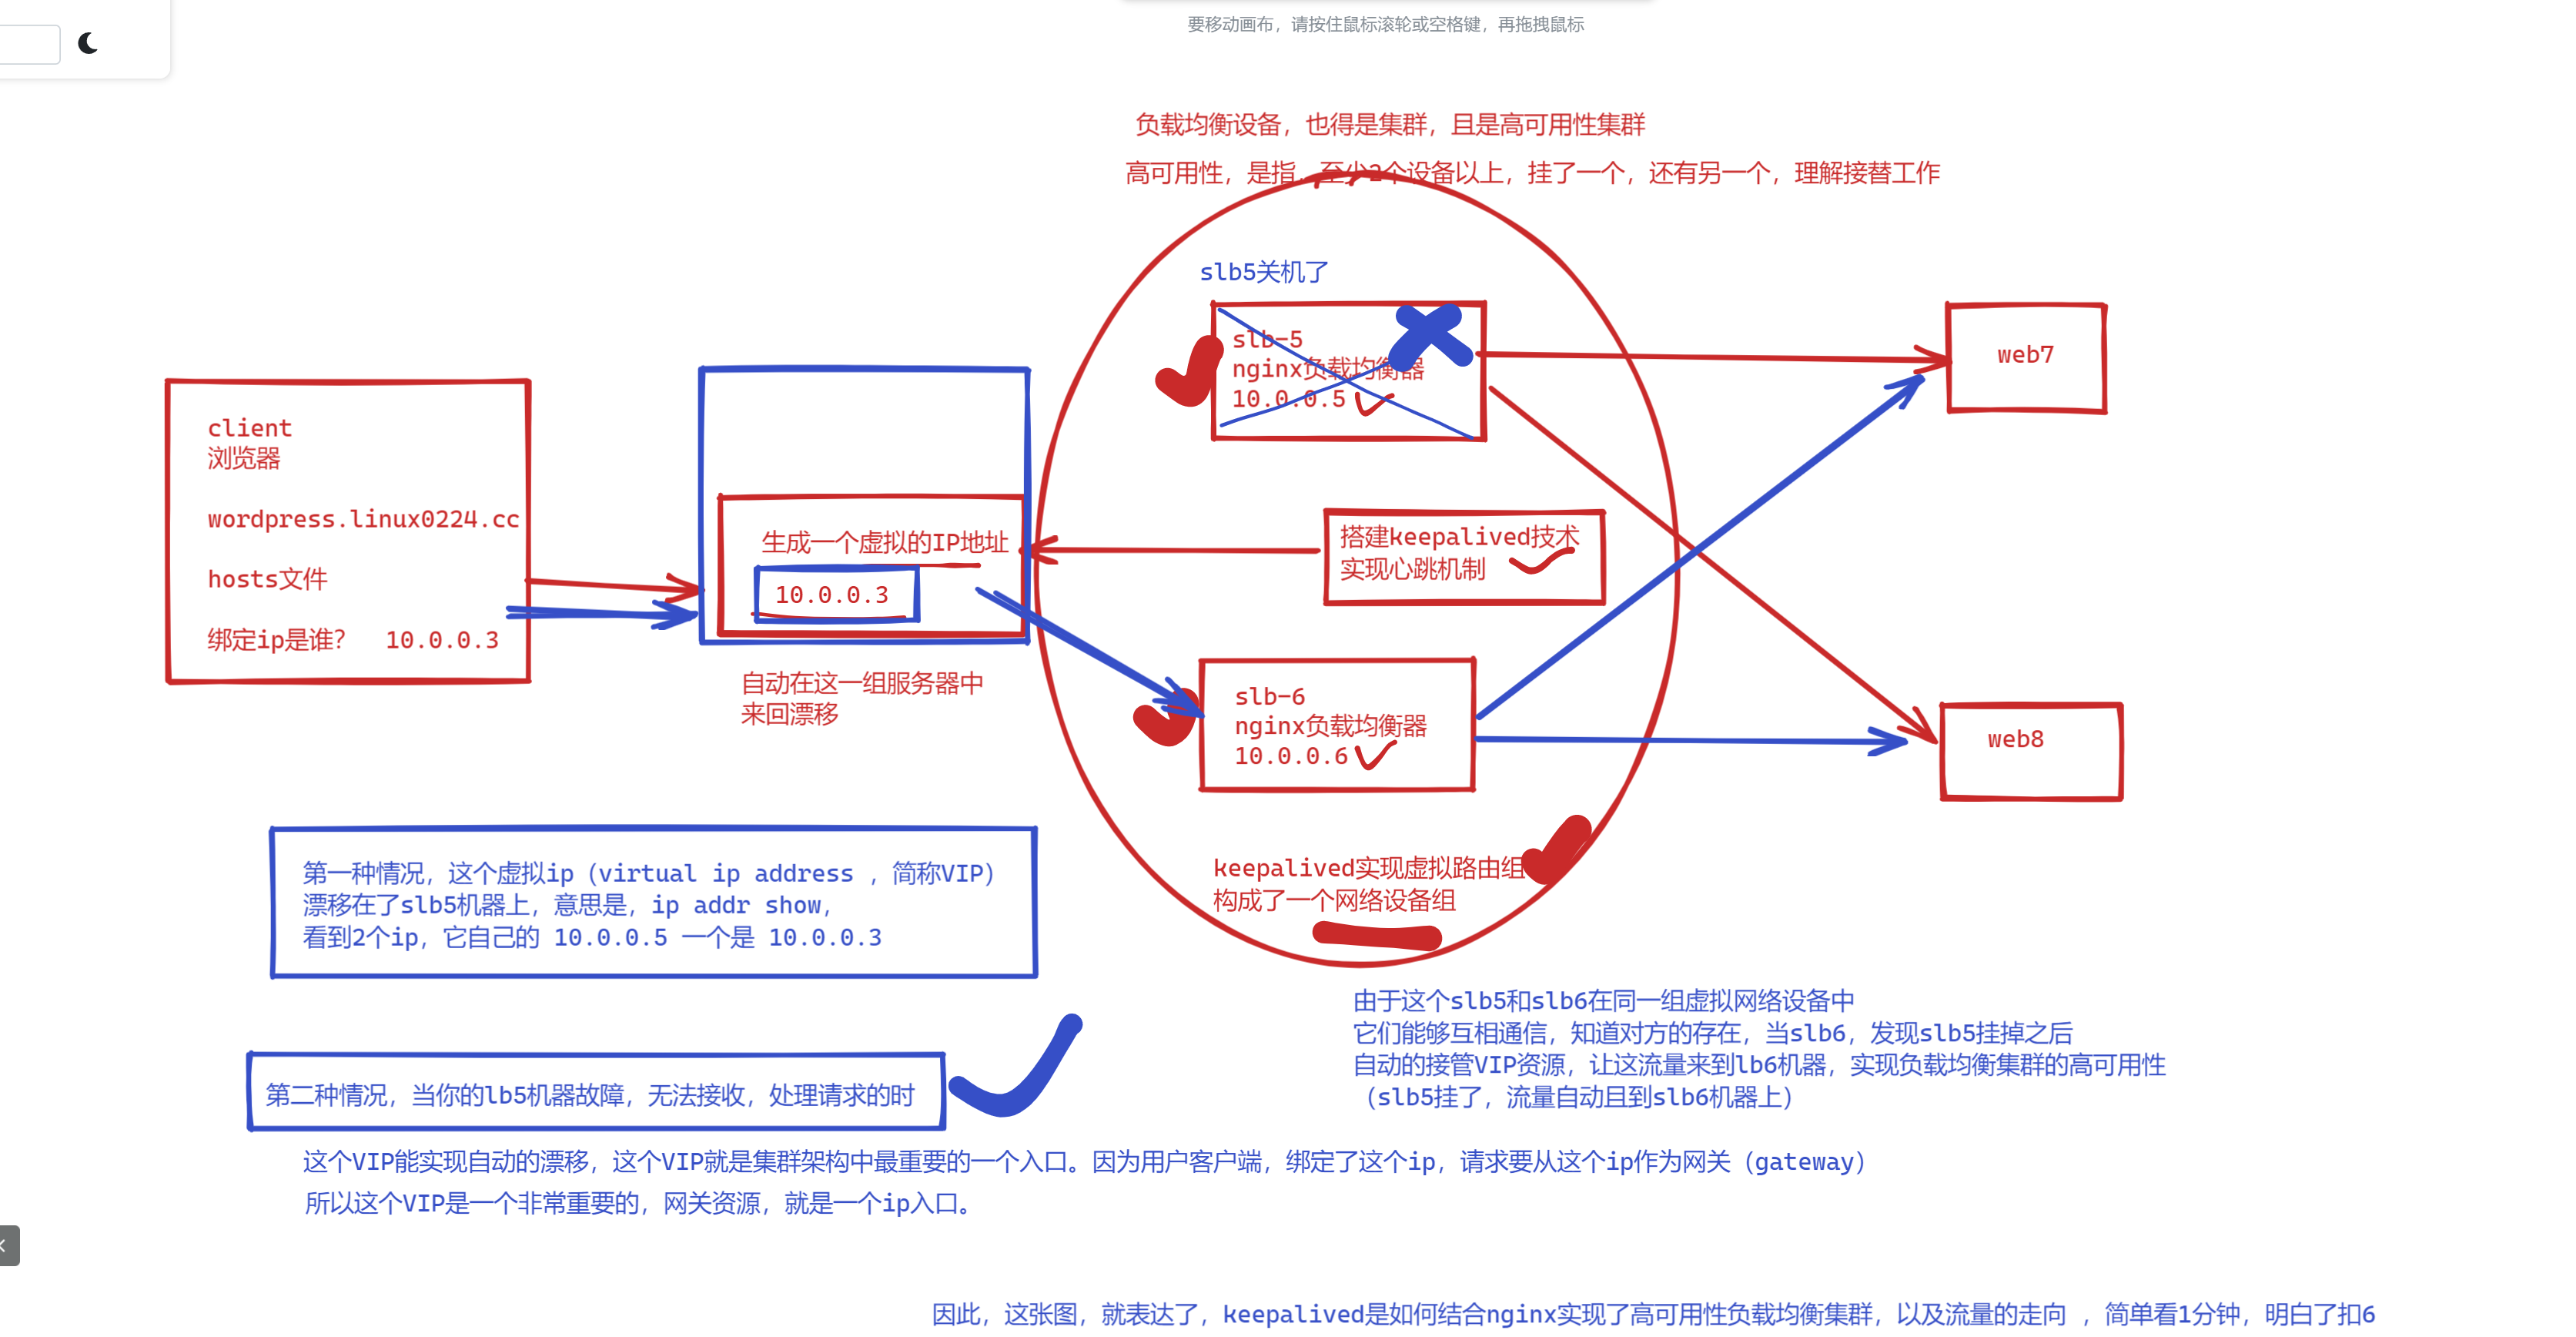 要移动画布，请按住鼠标滚轮或空格键，再拖拽鼠标
负载均衡设备，也得是集群，且是高可用性集群
高可用性，是指，至少2个设备以上，挂了一个，还有另一个，理解接替工作
slb5关机了
slb-5
nginx负载均衡器
10.0.0.5
web7
client
浏览器
wordpress.linux0224.cc
hosts文件
绑定ip是谁？ 10.0.0.3
生成一个虚拟的IP地址
10.0.0.3
自动在这一组服务器中
来回漂移
搭建keepalived技术
实现心跳机制
slb-6
nginx负载均衡器
10.0.0.6
web8
keepalived实现虚拟路由组
构成了一个网络设备组
第一种情况，这个虚拟ip（virtual ip address ，简称VIP）
漂移在了slb5机器上，意思是，ip addr show，
看到2个ip，它自己的 10.0.0.5 一个是 10.0.0.3
由于这个slb5和slb6在同一组虚拟网络设备中
它们能够互相通信，知道对方的存在，当slb6，发现slb5挂掉之后
自动的接管VIP资源，让这流量来到lb6机器，实现负载均衡集群的高可用性
（slb5挂了，流量自动且到slb6机器上）
第二种情况，当你的lb5机器故障，无法接收，处理请求的时
这个VIP能实现自动的漂移，这个VIP就是集群架构中最重要的一个入口。因为用户客户端，绑定了这个ip，请求要从这个ip作为网关（gateway）
所以这个VIP是一个非常重要的，网关资源，就是一个ip入口。
因此，这张图，就表达了，keepalived是如何结合nginx实现了高可用性负载均衡集群，以及流量的走向 ，简单看1分钟，明白了扣6